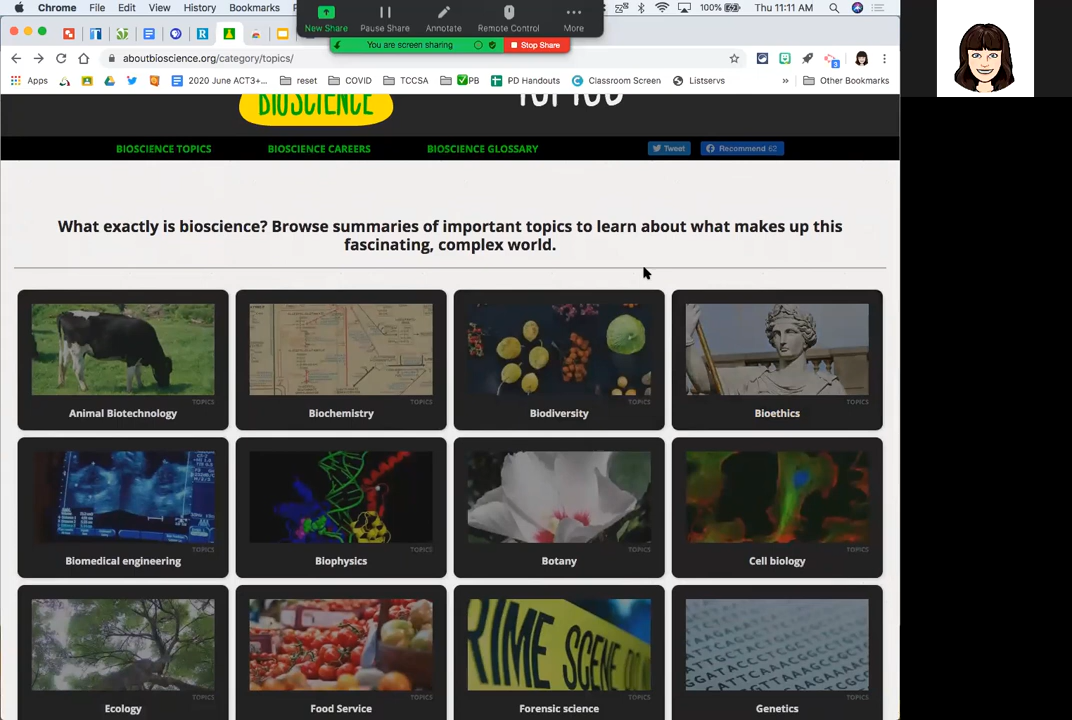 Chrome File Edit View History Bookmarks
100% Thu 11:11 AM
New Share Pause Share Annotate Remote Control More
You are screen sharing Stop Share
aboutbioscience.org/category/topics/
Apps 2020 June ACT3+... reset COVID TCCSA PB PD Handouts Classroom Screen Listservs » Other Bookmarks
BIOSCIENCE TOPICS
BIOSCIENCE TOPICS BIOSCIENCE CAREERS BIOSCIENCE GLOSSARY Tweet Recommend 62
What exactly is bioscience? Browse summaries of important topics to learn about what makes up this
fascinating, complex world.
TOPICS TOPICS TOPICS TOPICS
Animal Biotechnology Biochemistry Biodiversity Bioethics
TOPICS TOPICS TOPICS TOPICS
Biomedical engineering Biophysics Botany Cell biology
CRIME SCENE DO
TOPICS TOPICS TOPICS TOPICS
Ecology Food Service Forensic science Genetics